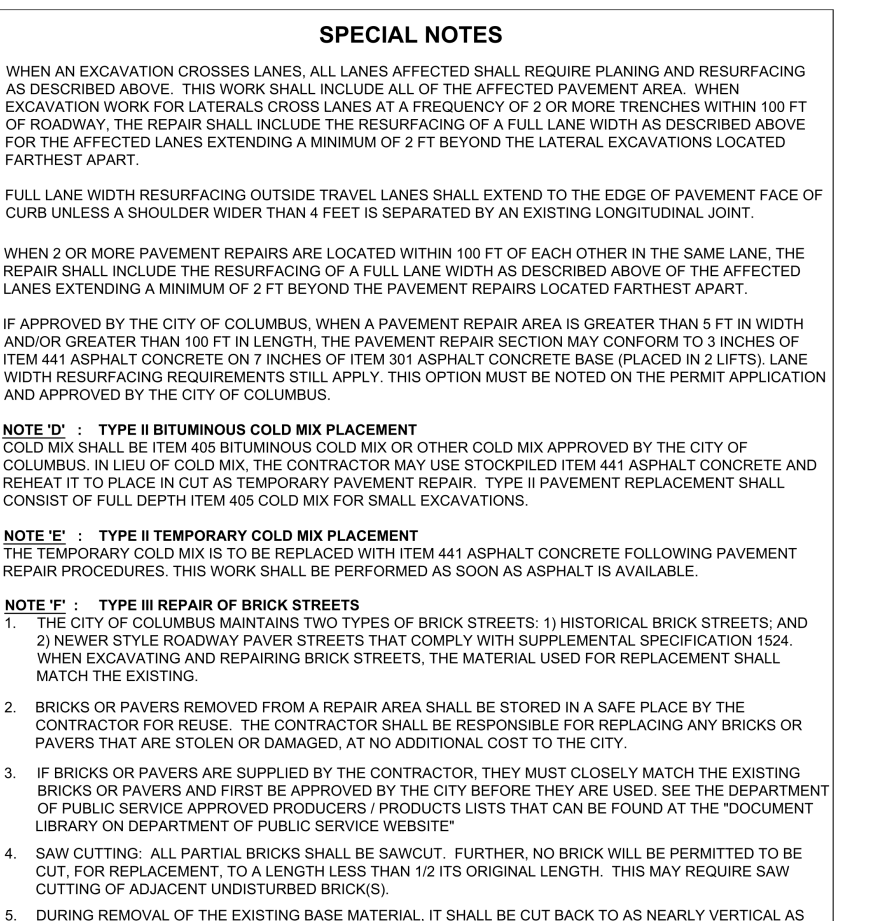 SPECIAL NOTES
WHEN AN EXCAVATION CROSSES LANES, ALL LANES AFFECTED SHALL REQUIRE PLANING AND RESURFACING
AS DESCRIBED ABOVE. THIS WORK SHALL INCLUDE ALL OF THE AFFECTED PAVEMENT AREA. WHEN
EXCAVATION WORK FOR LATERALS CROSS LANES AT A FREQUENCY OF 2 OR MORE TRENCHES WITHIN 100 FT
OF ROADWAY, THE REPAIR SHALL INCLUDE THE RESURFACING OF A FULL LANE WIDTH AS DESCRIBED ABOVE
FOR THE AFFECTED LANES EXTENDING A MINIMUM OF 2 FT BEYOND THE LATERAL EXCAVATIONS LOCATED
FARTHEST APART.
FULL LANE WIDTH RESURFACING OUTSIDE TRAVEL LANES SHALL EXTEND TO THE EDGE OF PAVEMENT FACE OF
CURB UNLESS A SHOULDER WIDER THAN 4 FEET IS SEPARATED BY AN EXISTING LONGITUDINAL JOINT.
WHEN 2 OR MORE PAVEMENT REPAIRS ARE LOCATED WITHIN 100 FT OF EACH OTHER IN THE SAME LANE, THE
REPAIR SHALL INCLUDE THE RESURFACING OF A FULL LANE WIDTH AS DESCRIBED ABOVE OF THE AFFECTED
LANES EXTENDING A MINIMUM OF 2 FT BEYOND THE PAVEMENT REPAIRS LOCATED FARTHEST APART.
IF APPROVED BY THE CITY OF COLUMBUS, WHEN A PAVEMENT REPAIR AREA IS GREATER THAN 5 FT IN WIDTH
AND/OR GREATER THAN 100 FT IN LENGTH, THE PAVEMENT REPAIR SECTION MAY CONFORM TO 3 INCHES OF
ITEM 441 ASPHALT CONCRETE ON 7 INCHES OF ITEM 301 ASPHALT CONCRETE BASE (PLACED IN 2 LIFTS). LANE
WIDTH RESURFACING REQUIREMENTS STILL APPLY. THIS OPTION MUST BE NOTED ON THE PERMIT APPLICATION
AND APPROVED BY THE CITY OF COLUMBUS.
NOTE 'D' : TYPE II BITUMINOUS COLD MIX PLACEMENT
COLD MIX SHALL BE ITEM 405 BITUMINOUS COLD MIX OR OTHER COLD MIX APPROVED BY THE CITY OF
COLUMBUS. IN LIEU OF COLD MIX, THE CONTRACTOR MAY USE STOCKPILED ITEM 441 ASPHALT CONCRETE AND
REHEAT IT TO PLACE IN CUT AS TEMPORARY PAVEMENT REPAIR. TYPE II PAVEMENT REPLACEMENT SHALL
CONSIST OF FULL DEPTH ITEM 405 COLD MIX FOR SMALL EXCAVATIONS.
NOTE 'E' : TYPE II TEMPORARY COLD MIX PLACEMENT
THE TEMPORARY COLD MIX IS TO BE REPLACED WITH ITEM 441 ASPHALT CONCRETE FOLLOWING PAVEMENT
REPAIR PROCEDURES. THIS WORK SHALL BE PERFORMED AS SOON AS ASPHALT IS AVAILABLE.
NOTE 'F' : TYPE III REPAIR OF BRICK STREETS
1. THE CITY OF COLUMBUS MAINTAINS TWO TYPES OF BRICK STREETS: 1) HISTORICAL BRICK STREETS; AND
2) NEWER STYLE ROADWAY PAVER STREETS THAT COMPLY WITH SUPPLEMENTAL SPECIFICATION 1524.
WHEN EXCAVATING AND REPAIRING BRICK STREETS, THE MATERIAL USED FOR REPLACEMENT SHALL
MATCH THE EXISTING.
2. BRICKS OR PAVERS REMOVED FROM A REPAIR AREA SHALL BE STORED IN A SAFE PLACE BY THE
CONTRACTOR FOR REUSE. THE CONTRACTOR SHALL BE RESPONSIBLE FOR REPLACING ANY BRICKS OR
PAVERS THAT ARE STOLEN OR DAMAGED, AT NO ADDITIONAL COST TO THE CITY.
3. IF BRICKS OR PAVERS ARE SUPPLIED BY THE CONTRACTOR, THEY MUST CLOSELY MATCH THE EXISTING
BRICKS OR PAVERS AND FIRST BE APPROVED BY THE CITY BEFORE THEY ARE USED. SEE THE DEPARTMENT
OF PUBLIC SERVICE APPROVED PRODUCERS / PRODUCTS LISTS THAT CAN BE FOUND AT THE "DOCUMENT
LIBRARY ON DEPARTMENT OF PUBLIC SERVICE WEBSITE"
4. SAW CUTTING: ALL PARTIAL BRICKS SHALL BE SAWCUT. FURTHER, NO BRICK WILL BE PERMITTED TO BE
CUT, FOR REPLACEMENT, TO A LENGTH LESS THAN 1/2 ITS ORIGINAL LENGTH. THIS MAY REQUIRE SAW
CUTTING OF ADJACENT UNDISTURBED BRICK(S).
5. DURING REMOVAL OF THE EXISTING BASE MATERIAL, IT SHALL BE CUT BACK TO AS NEARLY VERTICAL AS